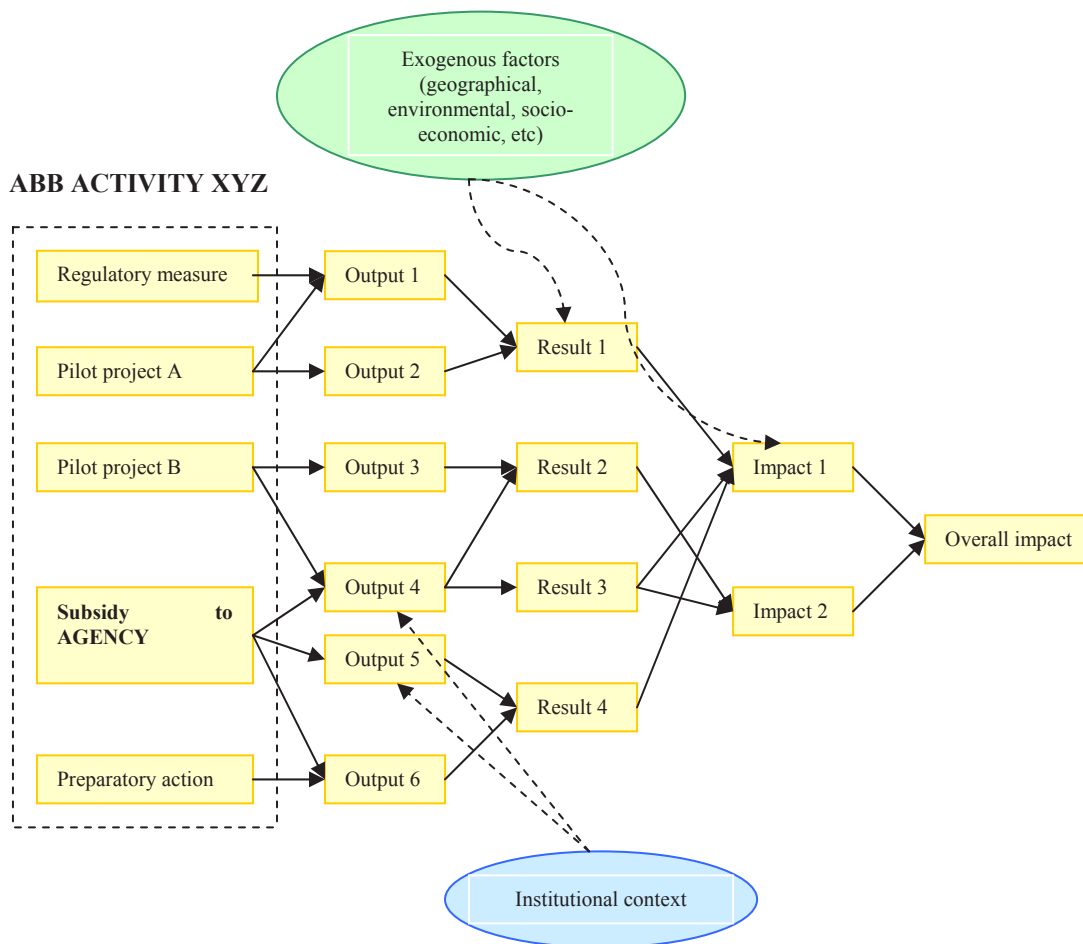 Exogenous factors
(geographical,
environmental, socio-
economic, etc)
ABB ACTIVITY XYZ
Regulatory measure
Output 1
Result 1
Pilot project A
Output 2
Pilot project B
Output 3
Result 2
Impact 1
Overall impact
Output 4
Result 3
Impact 2
Subsidy to
AGENCY
Output 5
Result 4
Preparatory action
Output 6
Institutional context